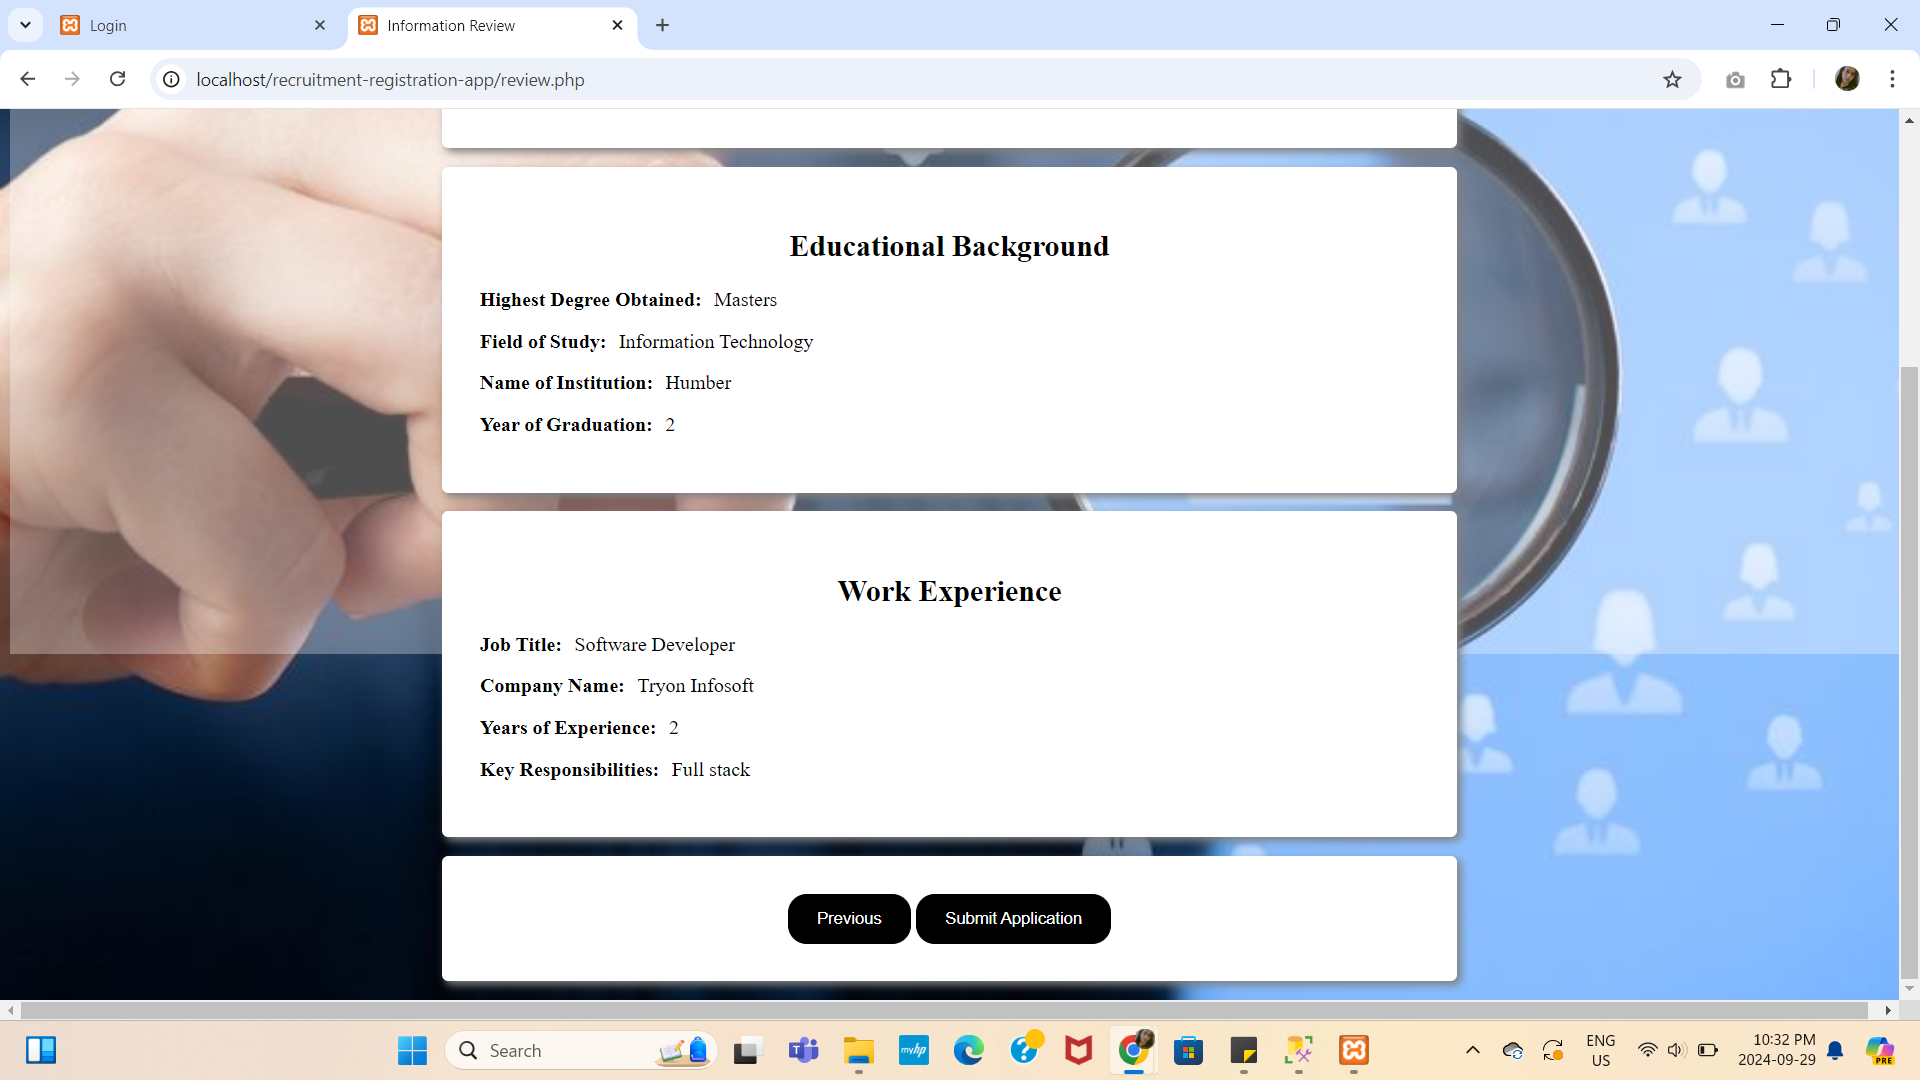 Login
Information Review
localhost/recruitment-registration-app/review.php
Educational Background
Highest Degree Obtained: Masters
Field of Study: Information Technology
Name of Institution: Humber
Year of Graduation: 2
Work Experience
Job Title: Software Developer
Company Name: Tryon Infosoft
Years of Experience: 2
Key Responsibilities: Full stack
Previous
Submit Application
Search
myhp
ENG
US
10:32 PM
2024-09-29
PRE